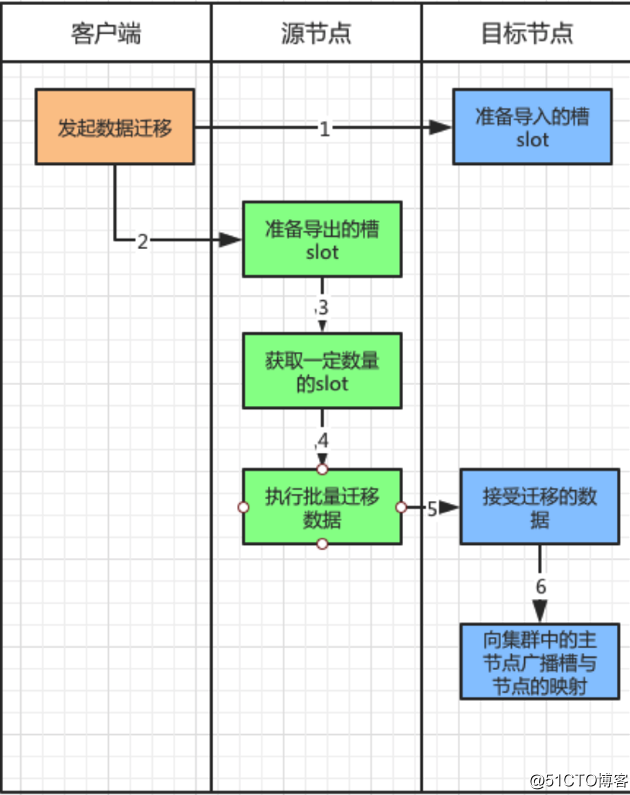 客户端
源节点
目标节点
发起数据迁移
1
准备导入的槽
slot
2
准备导出的槽
slot
3
获取一定数量
的slot
4
执行批量迁移
数据
5
接受迁移的数
据
6
向集群中的主
节点广播槽与
节点的映射
@51CTO博客